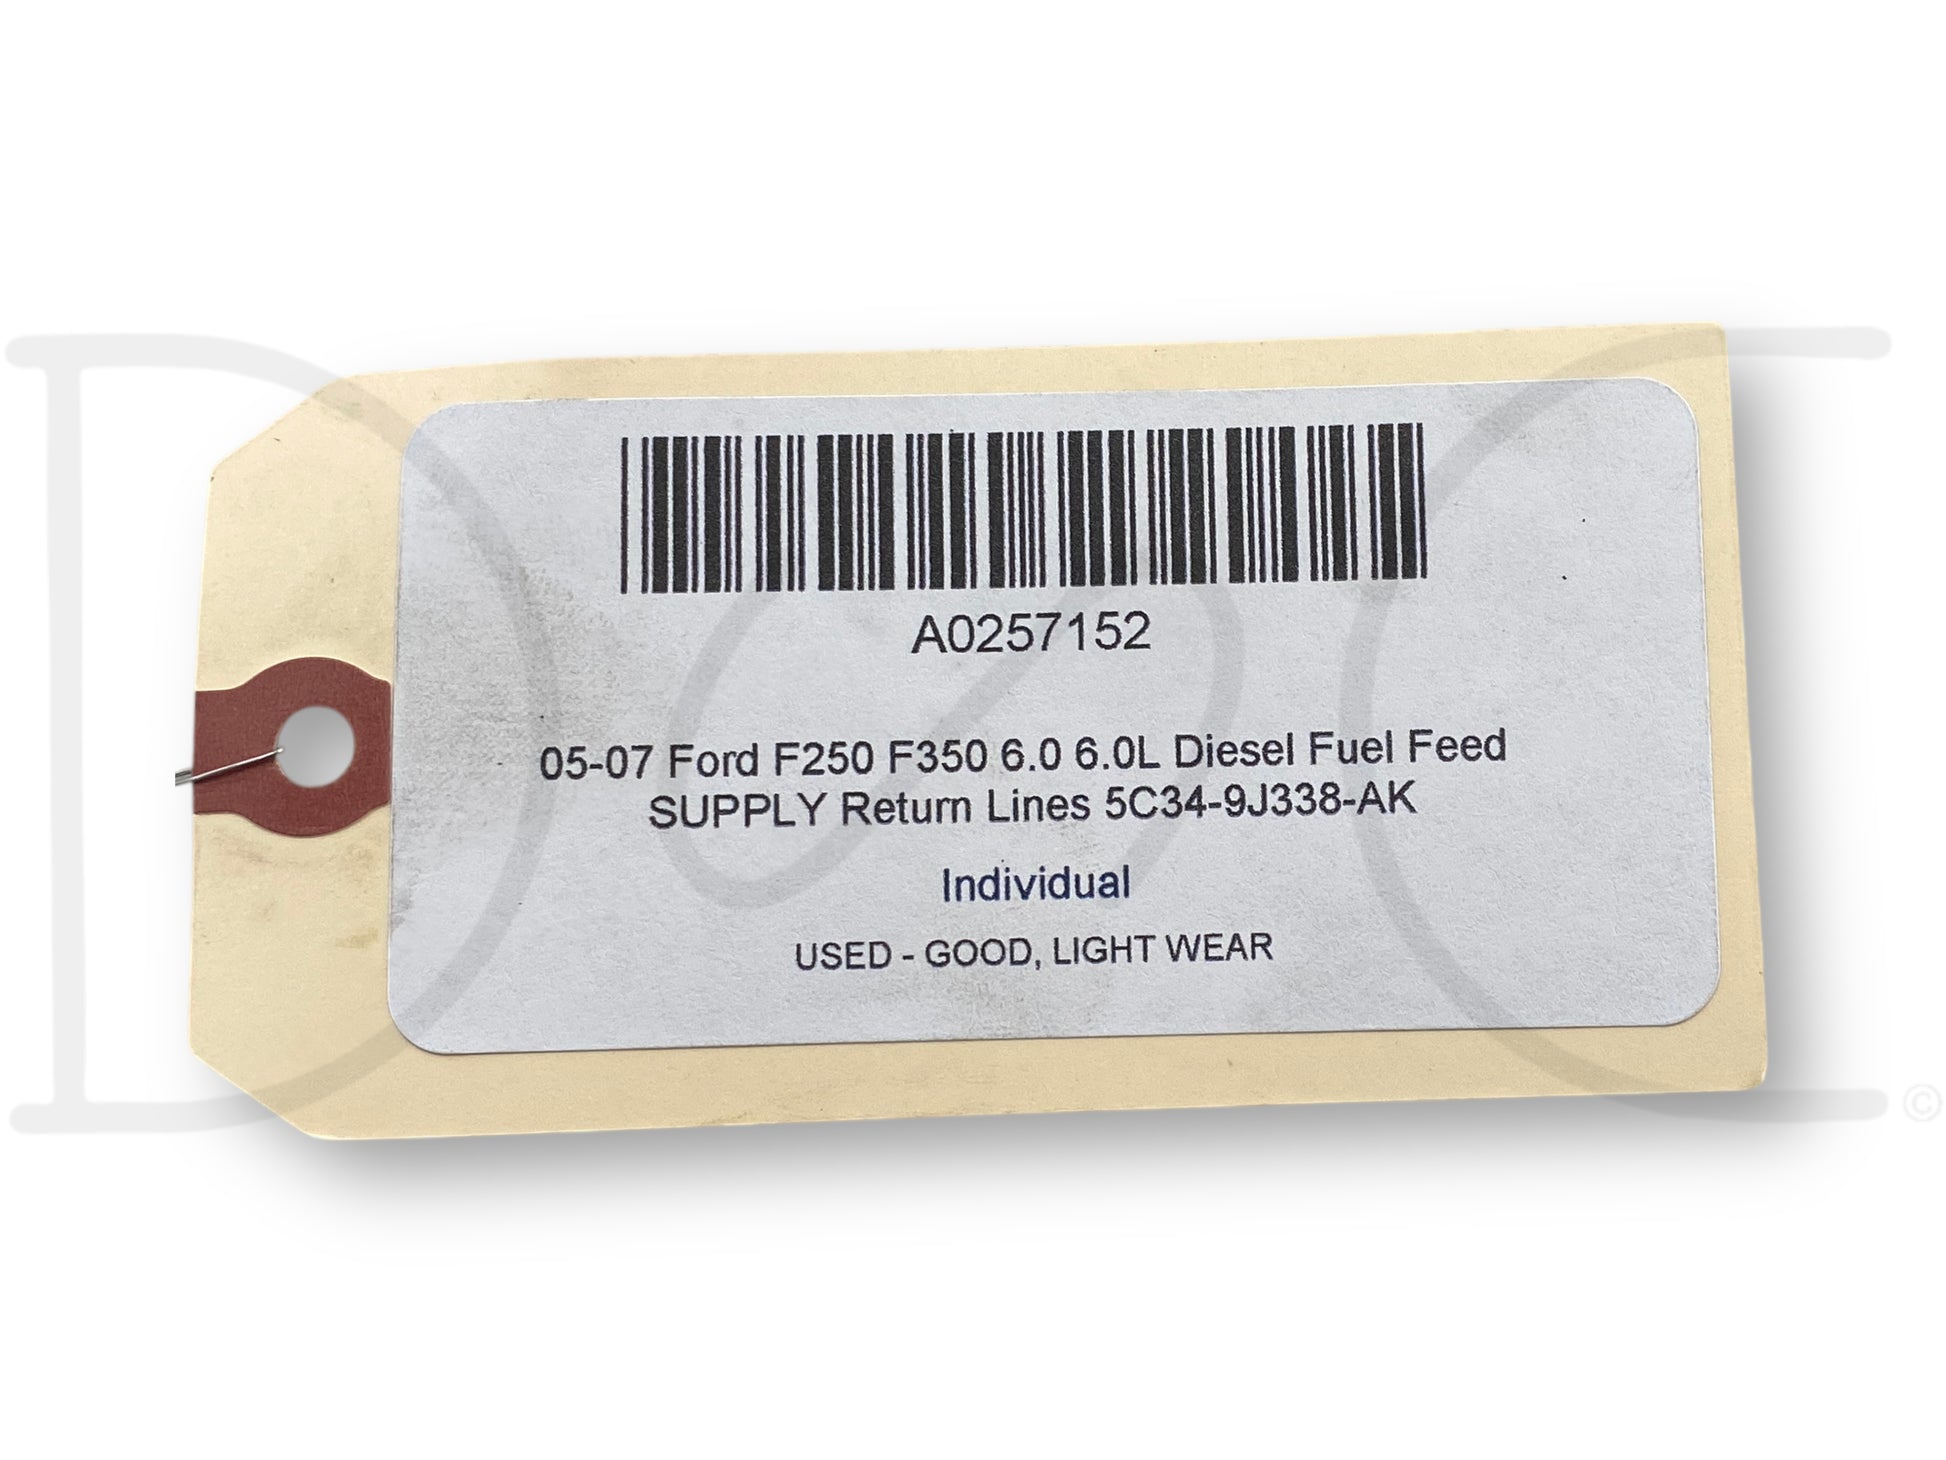 A0257152
05-07 Ford F250 F350 6.0 6.0L Diesel Fuel Feed
SUPPLY Return Lines 5C34-9J338-AK
Individual
USED - GOOD, LIGHT WEAR
©